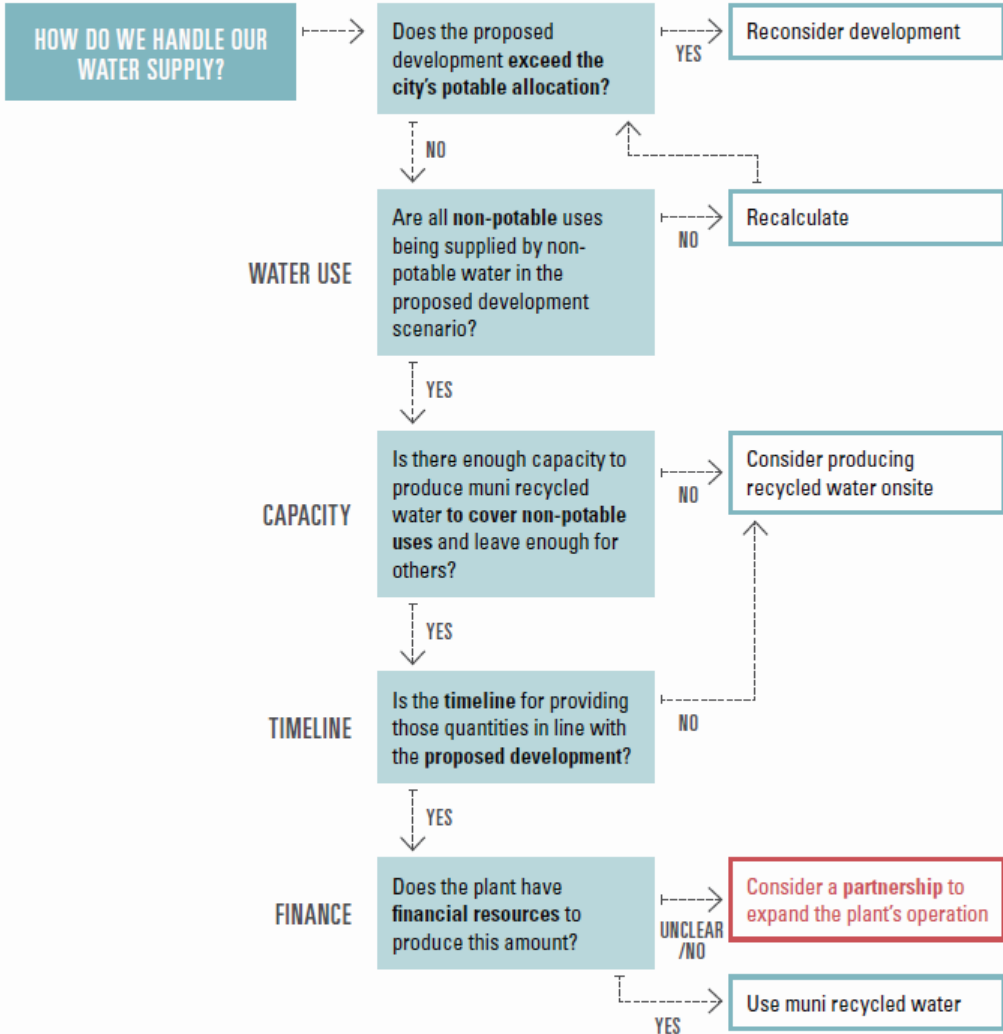 HOW DO WE HANDLE OUR
WATER SUPPLY?
Does the proposed
development exceed the
city's potable allocation?
YES
Reconsider development
NO
WATER USE
Are all non-potable uses
being supplied by non-
potable water in the
proposed development
scenario?
NO
Recalculate
YES
CAPACITY
Is there enough capacity to
produce muni recycled
water to cover non-potable
uses and leave enough for
others?
NO
Consider producing
recycled water onsite
YES
TIMELINE
Is the timeline for providing
those quantities in line with
the proposed development?
NO
YES
FINANCE
Does the plant have
financial resources to
produce this amount?
UNCLEAR
/NO
Consider a partnership to
expand the plant's operation
YES
Use muni recycled water